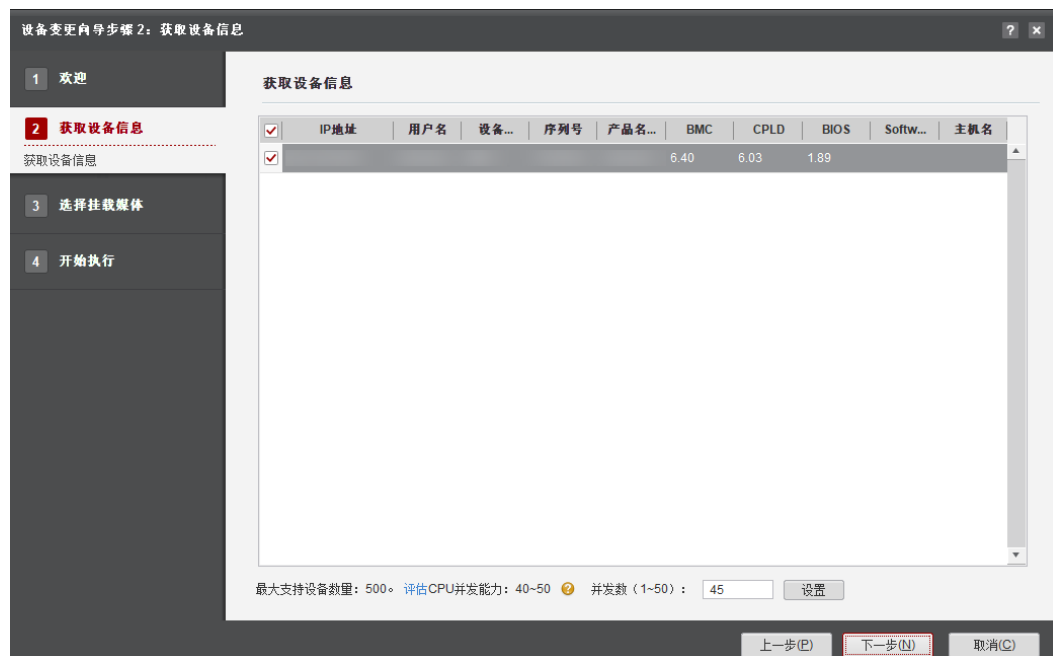 设备变更向导步骤2：获取设备信息 ? ×
1 欢迎
2 获取设备信息
获取设备信息
3 选择挂载媒体
4 开始执行
获取设备信息
IP地址 用户名 设备... 序列号 产品名... BMC CPLD BIOS Softw... 主机名
6.40 6.03 1.89
最大支持设备数量：500。 评估CPU并发能力：40~50 ? 并发数（1~50）： 45 设置
上一步(P) 下一步(N) 取消(C)